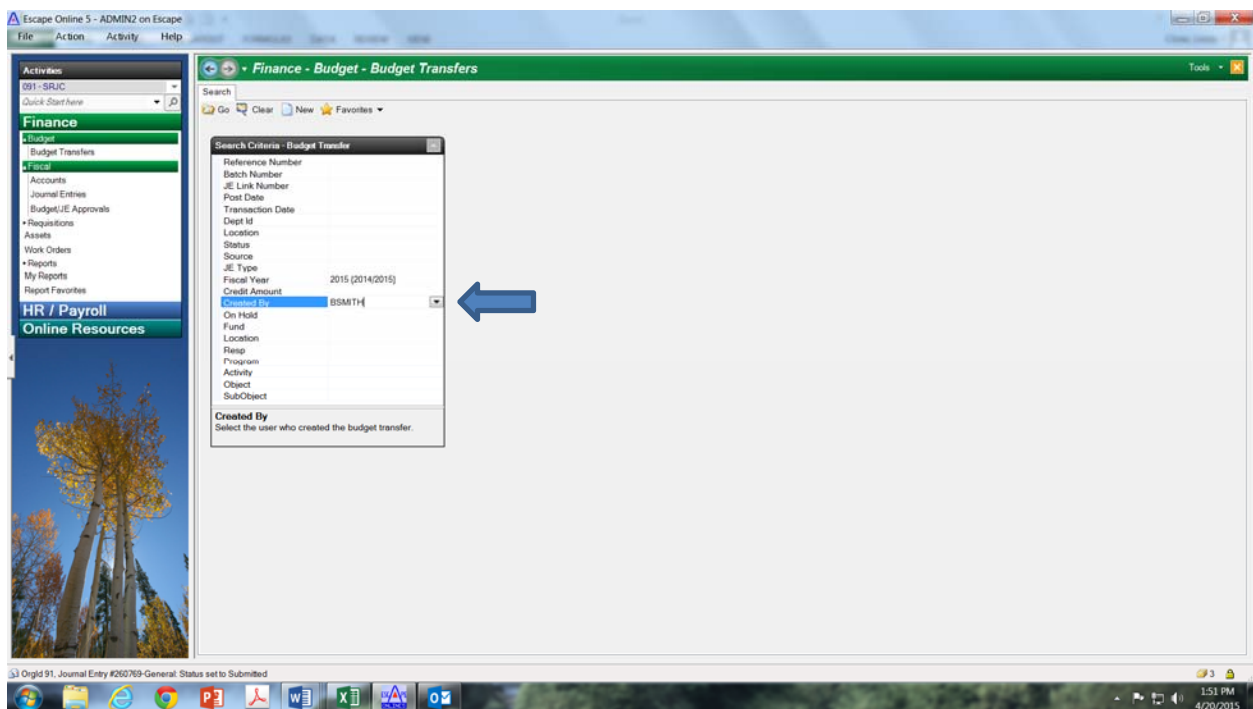 Escape Online 5 - ADMIN2 on Escape
File Action Activity Help
Activities
091 - SRJC
Quick Start here
Finance
Budget
Budget Transfers
Fiscal
Accounts
Journal Entries
Budget/JE Approvals
Requisitions
Assets
Work Orders
Reports
My Reports
Report Favorites
HR / Payroll
Online Resources
Finance - Budget - Budget Transfers
Tools
Search
Go Clear New Favorites
Search Criteria - Budget Transfer
Reference Number
Batch Number
JE Link Number
Post Date
Transaction Date
Dept Id
Location
Status
Source
JE Type
Fiscal Year 2015 (2014/2015)
Credit Amount
Created By BSMITH
On Hold
Fund
Location
Resp
Program
Activity
Object
SubObject
Created By
Select the user who created the budget transfer.
OrgId 91, Journal Entry #260769-General: Status set to Submitted
3
1:51 PM
4/20/2015